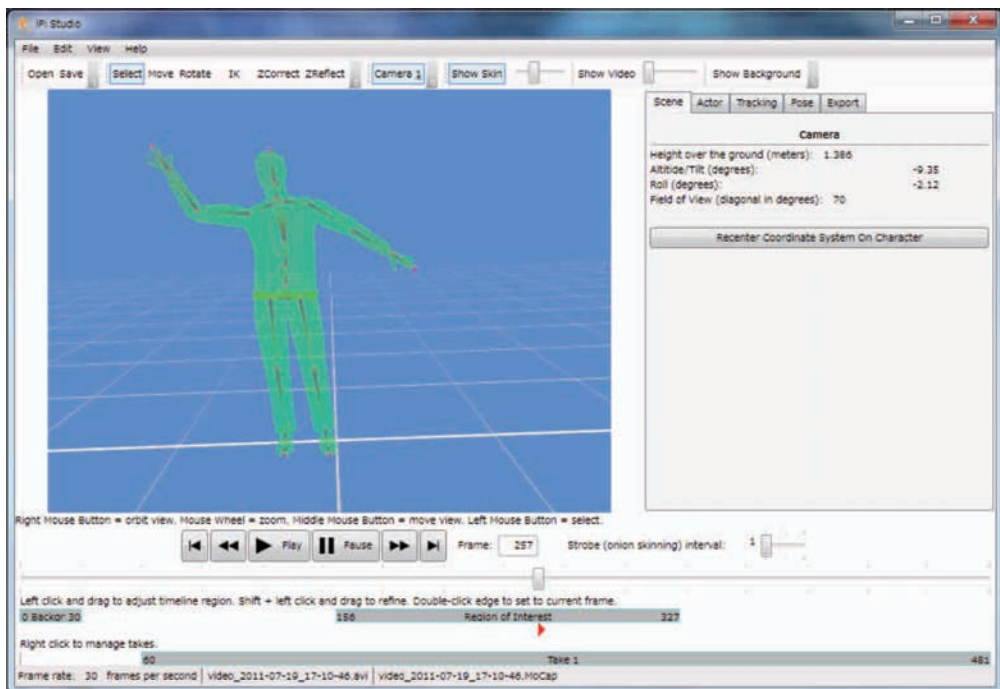 iPi Studio
File Edit View Help
Open Save Select Move Rotate IK ZCorrect ZReflect Camera 1 Show Skin Show Video Show Background
Scene Actor Tracking Pose Export
Camera
Height over the ground (meters): 1.386
Altitide/Tilt (degrees): -9.35
Roll (degrees): -2.12
Field of View (diagonal in degrees): 70
Recenter Coordinate System On Character
Right Mouse Button = orbit view. Mouse Wheel = zoom. Middle Mouse Button = move view. Left Mouse Button = select.
Play Pause Frame: 257 Strobe (onion skinning) interval: 1
Left click and drag to adjust timeline region. Shift + left click and drag to refine. Double-click edge to set to current frame.
0 Backgr 30 156 Region of Interest 327
Right click to manage takes.
60 Take 1 481
Frame rate: 30 frames per second video_2011-07-19_17-10-46.avi video_2011-07-19_17-10-46.MoCap